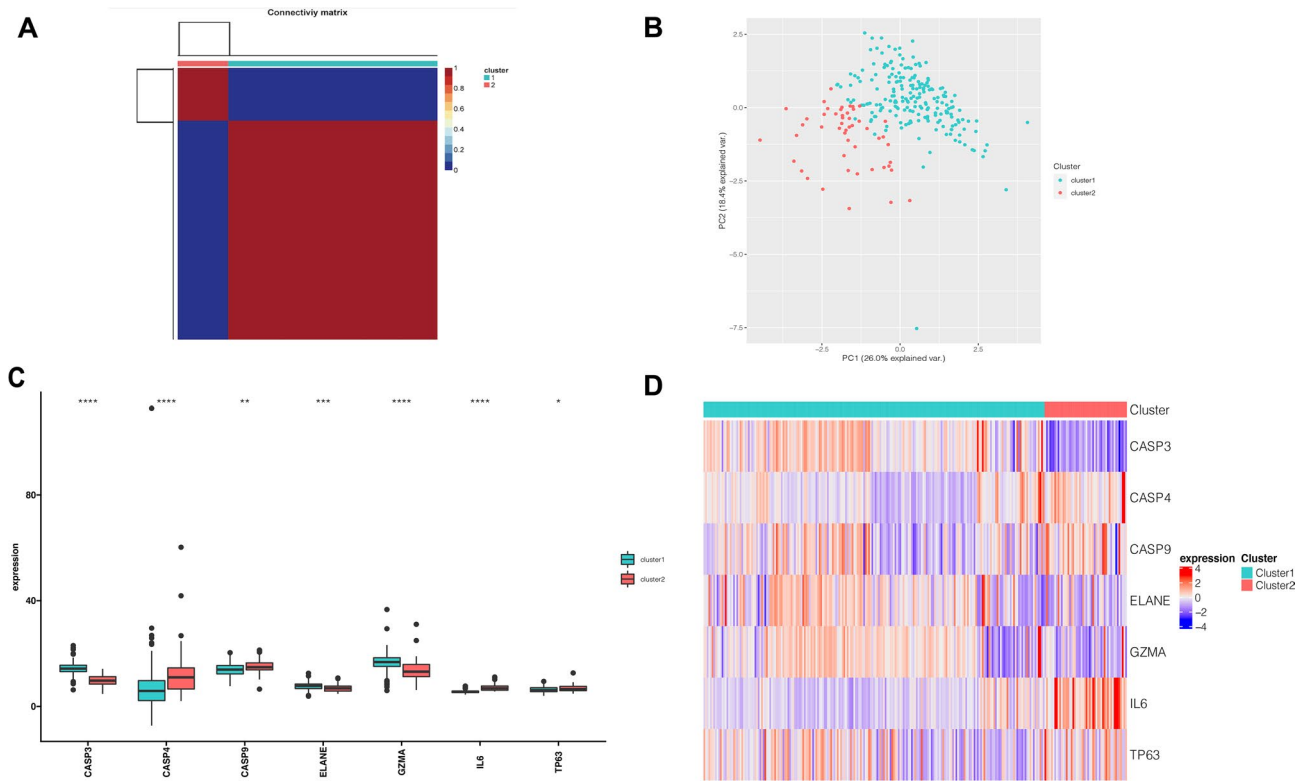 A
Connectiviy matrix
1
0.8
0.6
0.4
0.2
0
cluster
1
2
B
2.5
0.0
−2.5
−5.0
−7.5
PC2 (18.4% explained var.)
−2.5
0.0
2.5
PC1 (26.0% explained var.)
Cluster
cluster1
cluster2
C
**** **** ** *** **** **** *
80
40
0
expression
CASP3
CASP4
CASP9
ELANE
GZMA
IL6
TP63
cluster1
cluster2
D
Cluster
CASP3
CASP4
CASP9
ELANE
GZMA
IL6
TP63
expression
4
2
0
−2
−4
Cluster
Cluster1
Cluster2